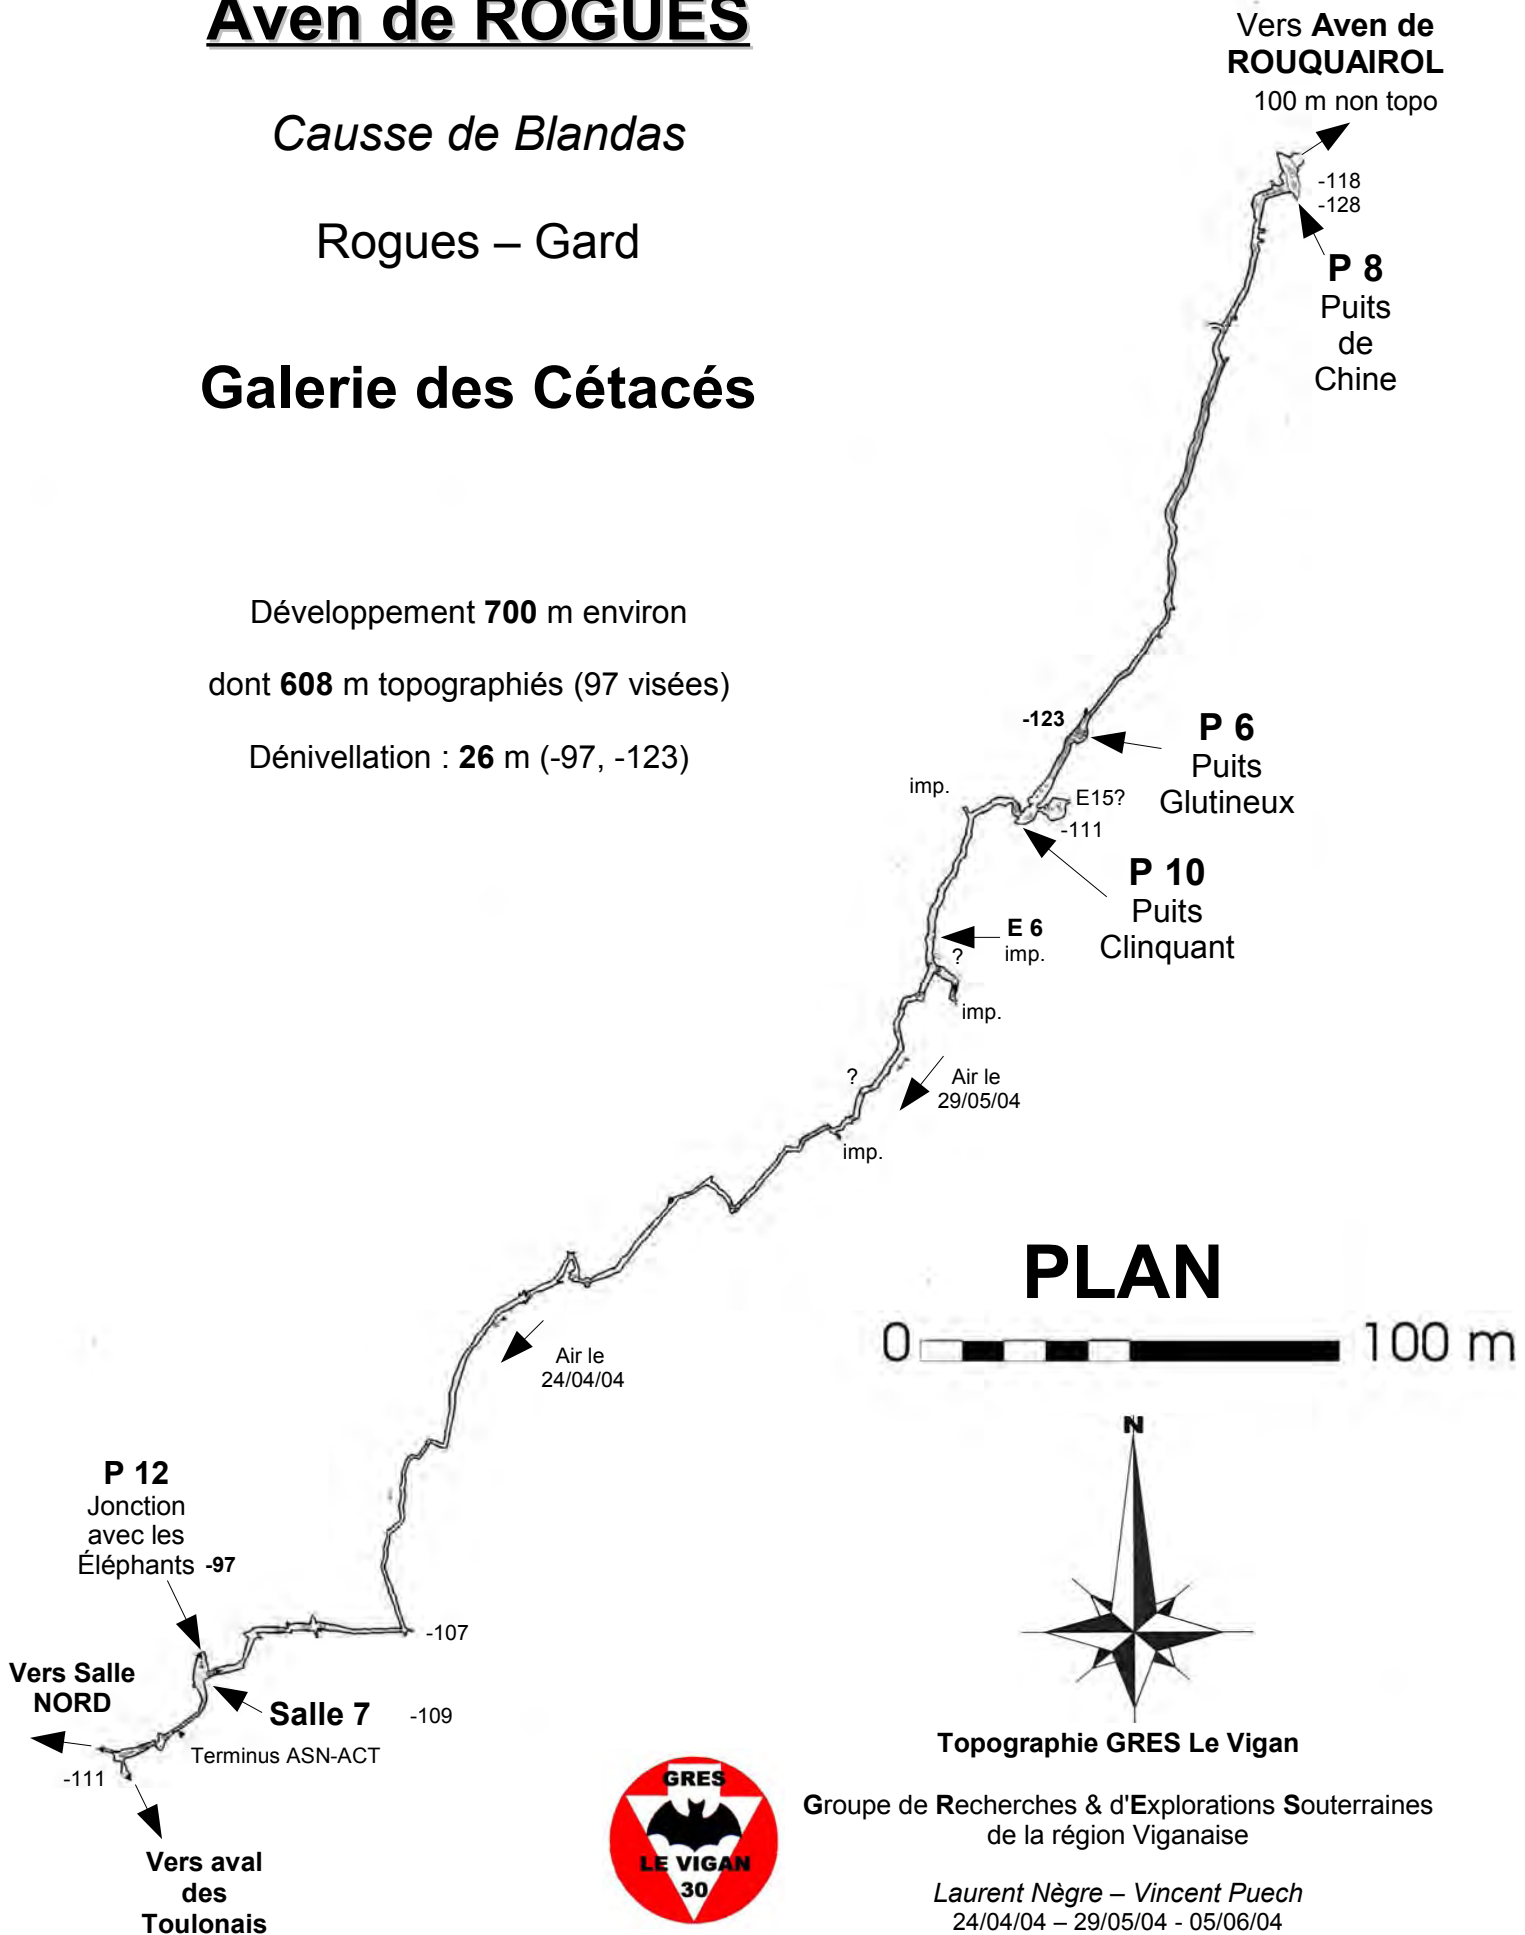 Aven de ROGUES
Causse de Blandas
Rogues – Gard
Galerie des Cétacés
Développement 700 m environ
dont 608 m topographiés (97 visées)
Dénivellation : 26 m (-97, -123)
Vers Aven de
ROUQUAIROL
100 m non topo
-118
-128
P 8
Puits
de
Chine
-123
P 6
Puits
Glutineux
imp.
E15?
-111
P 10
Puits
Clinquant
E 6
imp.
?
imp.
Air le
29/05/04
?
imp.
PLAN
0 100 m
Air le
24/04/04
N
P 12
Jonction
avec les
Éléphants -97
-107
Vers Salle
NORD
Salle 7 -109
Terminus ASN-ACT
-111
Vers aval
des
Toulonais
GRES
LE VIGAN
30
Topographie GRES Le Vigan
Groupe de Recherches & d'Explorations Souterraines
de la région Viganaise
Laurent Nègre – Vincent Puech
24/04/04 – 29/05/04 - 05/06/04